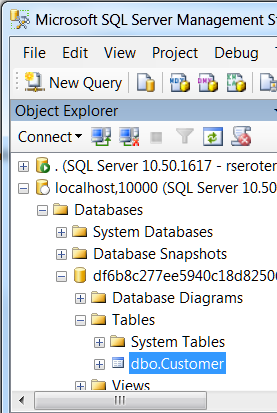 Microsoft SQL Server Management S
File Edit View Project Debug
New Query
Object Explorer
Connect
. (SQL Server 10.50.1617 - rseroter
localhost,10000 (SQL Server 10.50
Databases
System Databases
Database Snapshots
df6b8c277ee5940c18d82506
Database Diagrams
Tables
System Tables
dbo.Customer
Views